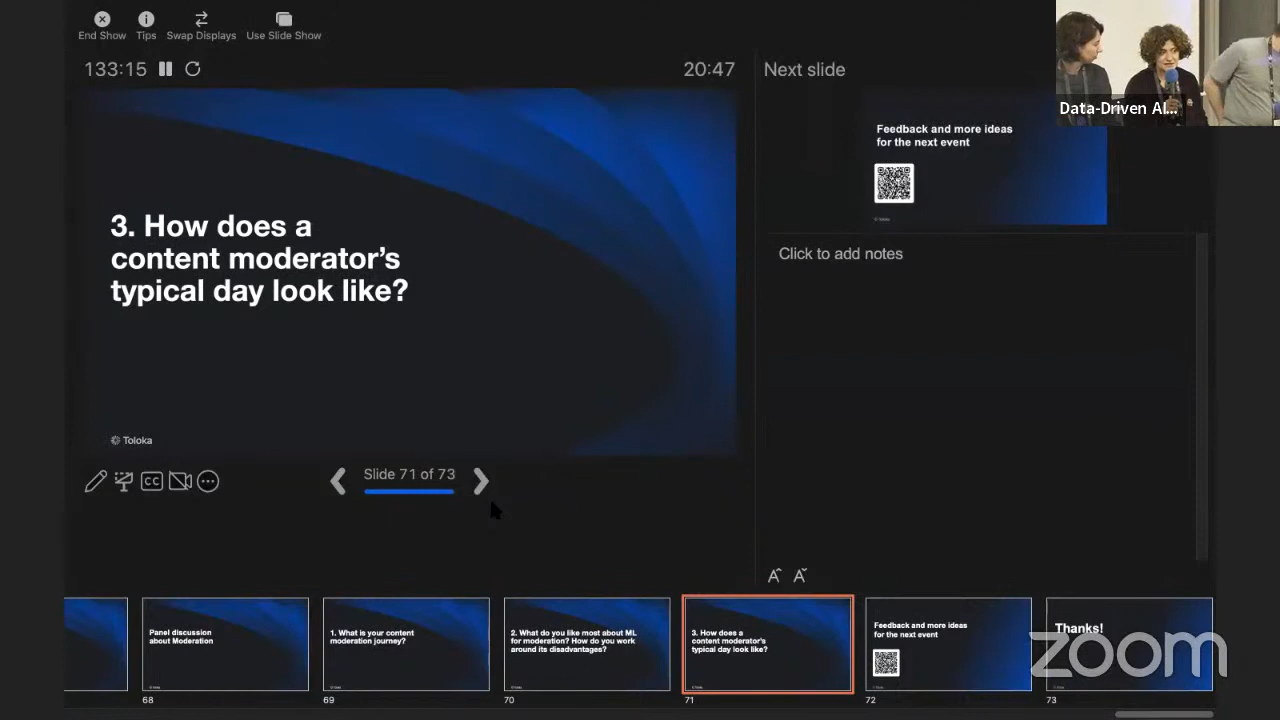 End Show
Tips
Swap Displays
Use Slide Show
133:15
20:47
Next slide
Data-Driven AI...
Feedback and more ideas
for the next event
3. How does a
content moderator's
typical day look like?
Toloka
Click to add notes
CC
Slide 71 of 73
A A
Panel discussion
about Moderation
1. What is your content
moderation journey?
2. What do you like most about ML
for moderation? How do you work
around its disadvantages?
3. How does a
content moderator's
typical day look like?
Feedback and more ideas
for the next event
Thanks!
zoom
68
69
70
71
72
73